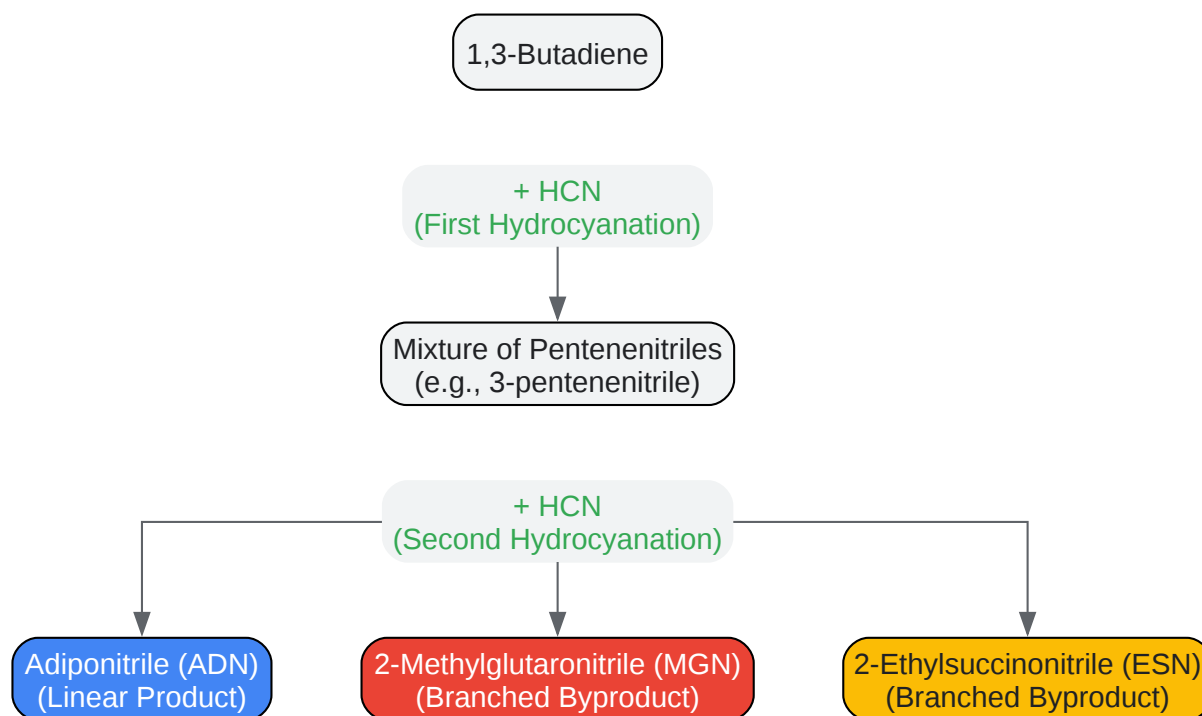 1,3-Butadiene
+ HCN
(First Hydrocyanation)
Mixture of Pentenenitriles
(e.g., 3-pentenenitrile)
+ HCN
(Second Hydrocyanation)
Adiponitrile (ADN)
(Linear Product)
2-Methylglutaronitrile (MGN)
(Branched Byproduct)
2-Ethylsuccinonitrile (ESN)
(Branched Byproduct)